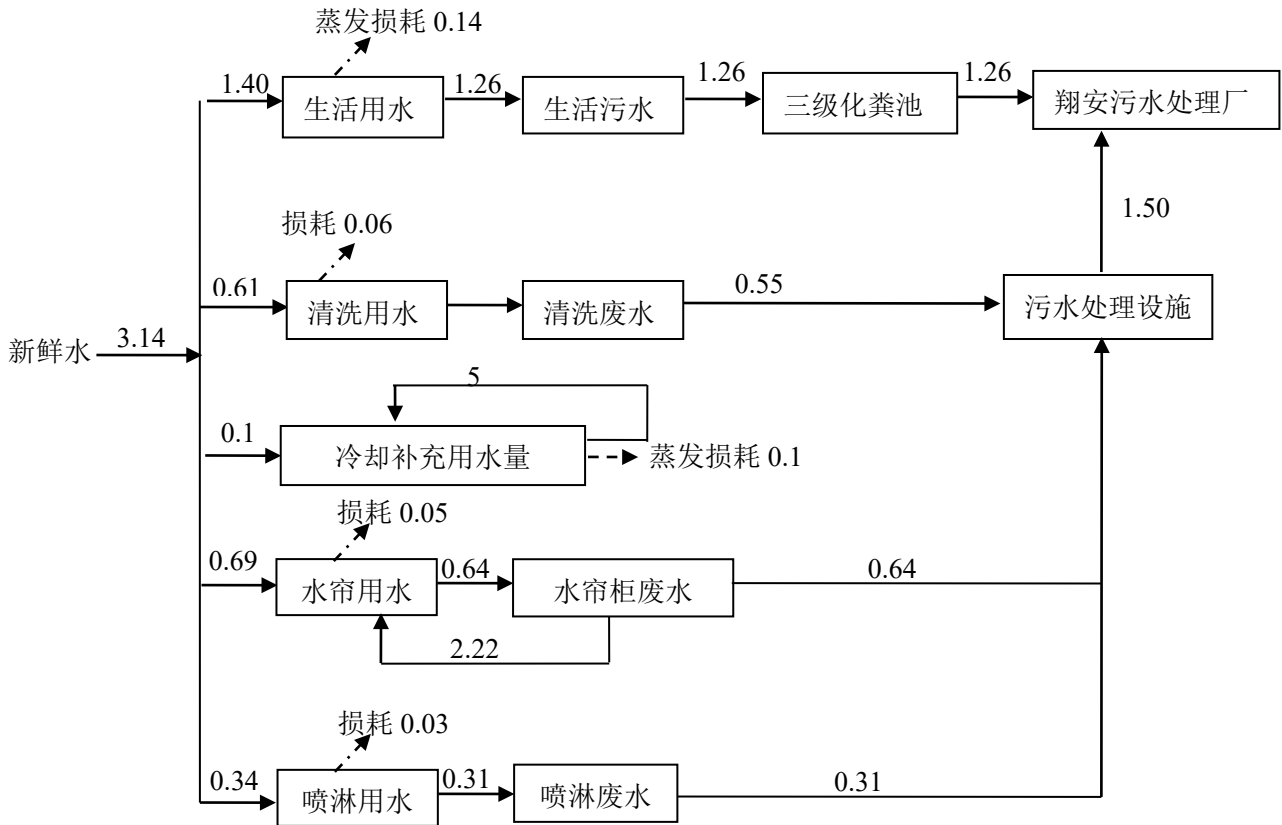 蒸发损耗 0.14
1.40
生活用水
1.26
生活污水
1.26
三级化粪池
1.26
翔安污水处理厂
1.50
损耗 0.06
0.61
清洗用水
清洗废水
0.55
污水处理设施
新鲜水
3.14
5
0.1
冷却补充用水量
蒸发损耗 0.1
损耗 0.05
0.69
水帘用水
0.64
水帘柜废水
0.64
2.22
损耗 0.03
0.34
喷淋用水
0.31
喷淋废水
0.31